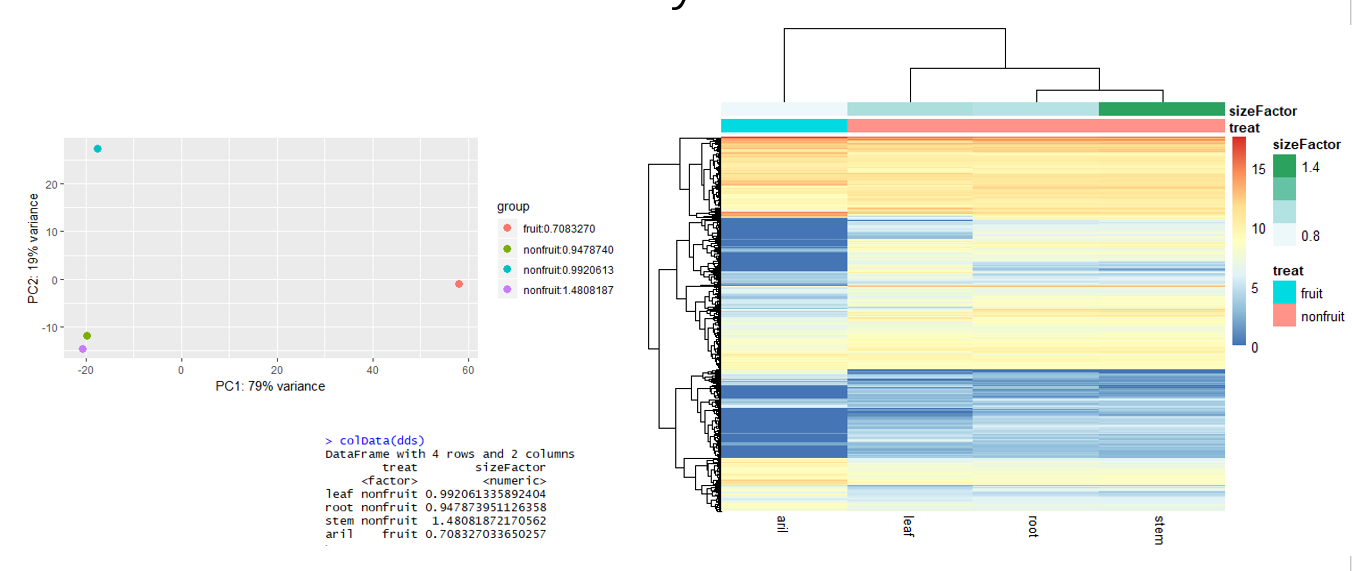 20
10
0
-10
PC2: 19% variance
-20
0
20
40
60
PC1: 79% variance
group
fruit:0.7083270
nonfruit:0.9478740
nonfruit:0.9920613
nonfruit:1.4808187
> colData(dds)
DataFrame with 4 rows and 2 columns
treat sizeFactor
<factor> <numeric>
leaf nonfruit 0.992061335892404
root nonfruit 0.947873951126358
stem nonfruit 1.48081872170562
aril fruit 0.708327033650257
sizeFactor
treat
15
10
5
0
sizeFactor
1.4
0.8
treat
fruit
nonfruit
aril
leaf
root
stem